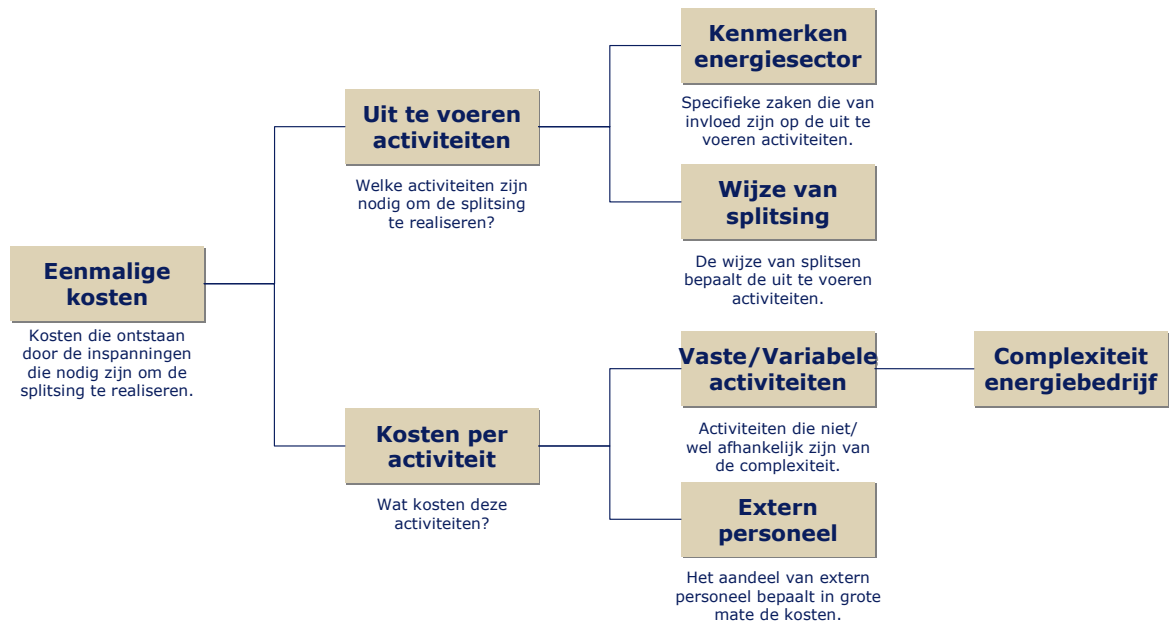 Kenmerken
energiesector
Specifieke zaken die van
invloed zijn op de uit te
voeren activiteiten.
Uit te voeren
activiteiten
Welke activiteiten zijn
nodig om de splitsing
te realiseren?
Wijze van
splitsing
De wijze van splitsen
bepaalt de uit te voeren
activiteiten.
Eenmalige
kosten
Kosten die ontstaan
door de inspanningen
die nodig zijn om de
splitsing te realiseren.
Vaste/Variabele
activiteiten
Activiteiten die niet/
wel afhankelijk zijn van
de complexiteit.
Complexiteit
energiebedrijf
Kosten per
activiteit
Wat kosten deze
activiteiten?
Extern
personeel
Het aandeel van extern
personeel bepaalt in grote
mate de kosten.